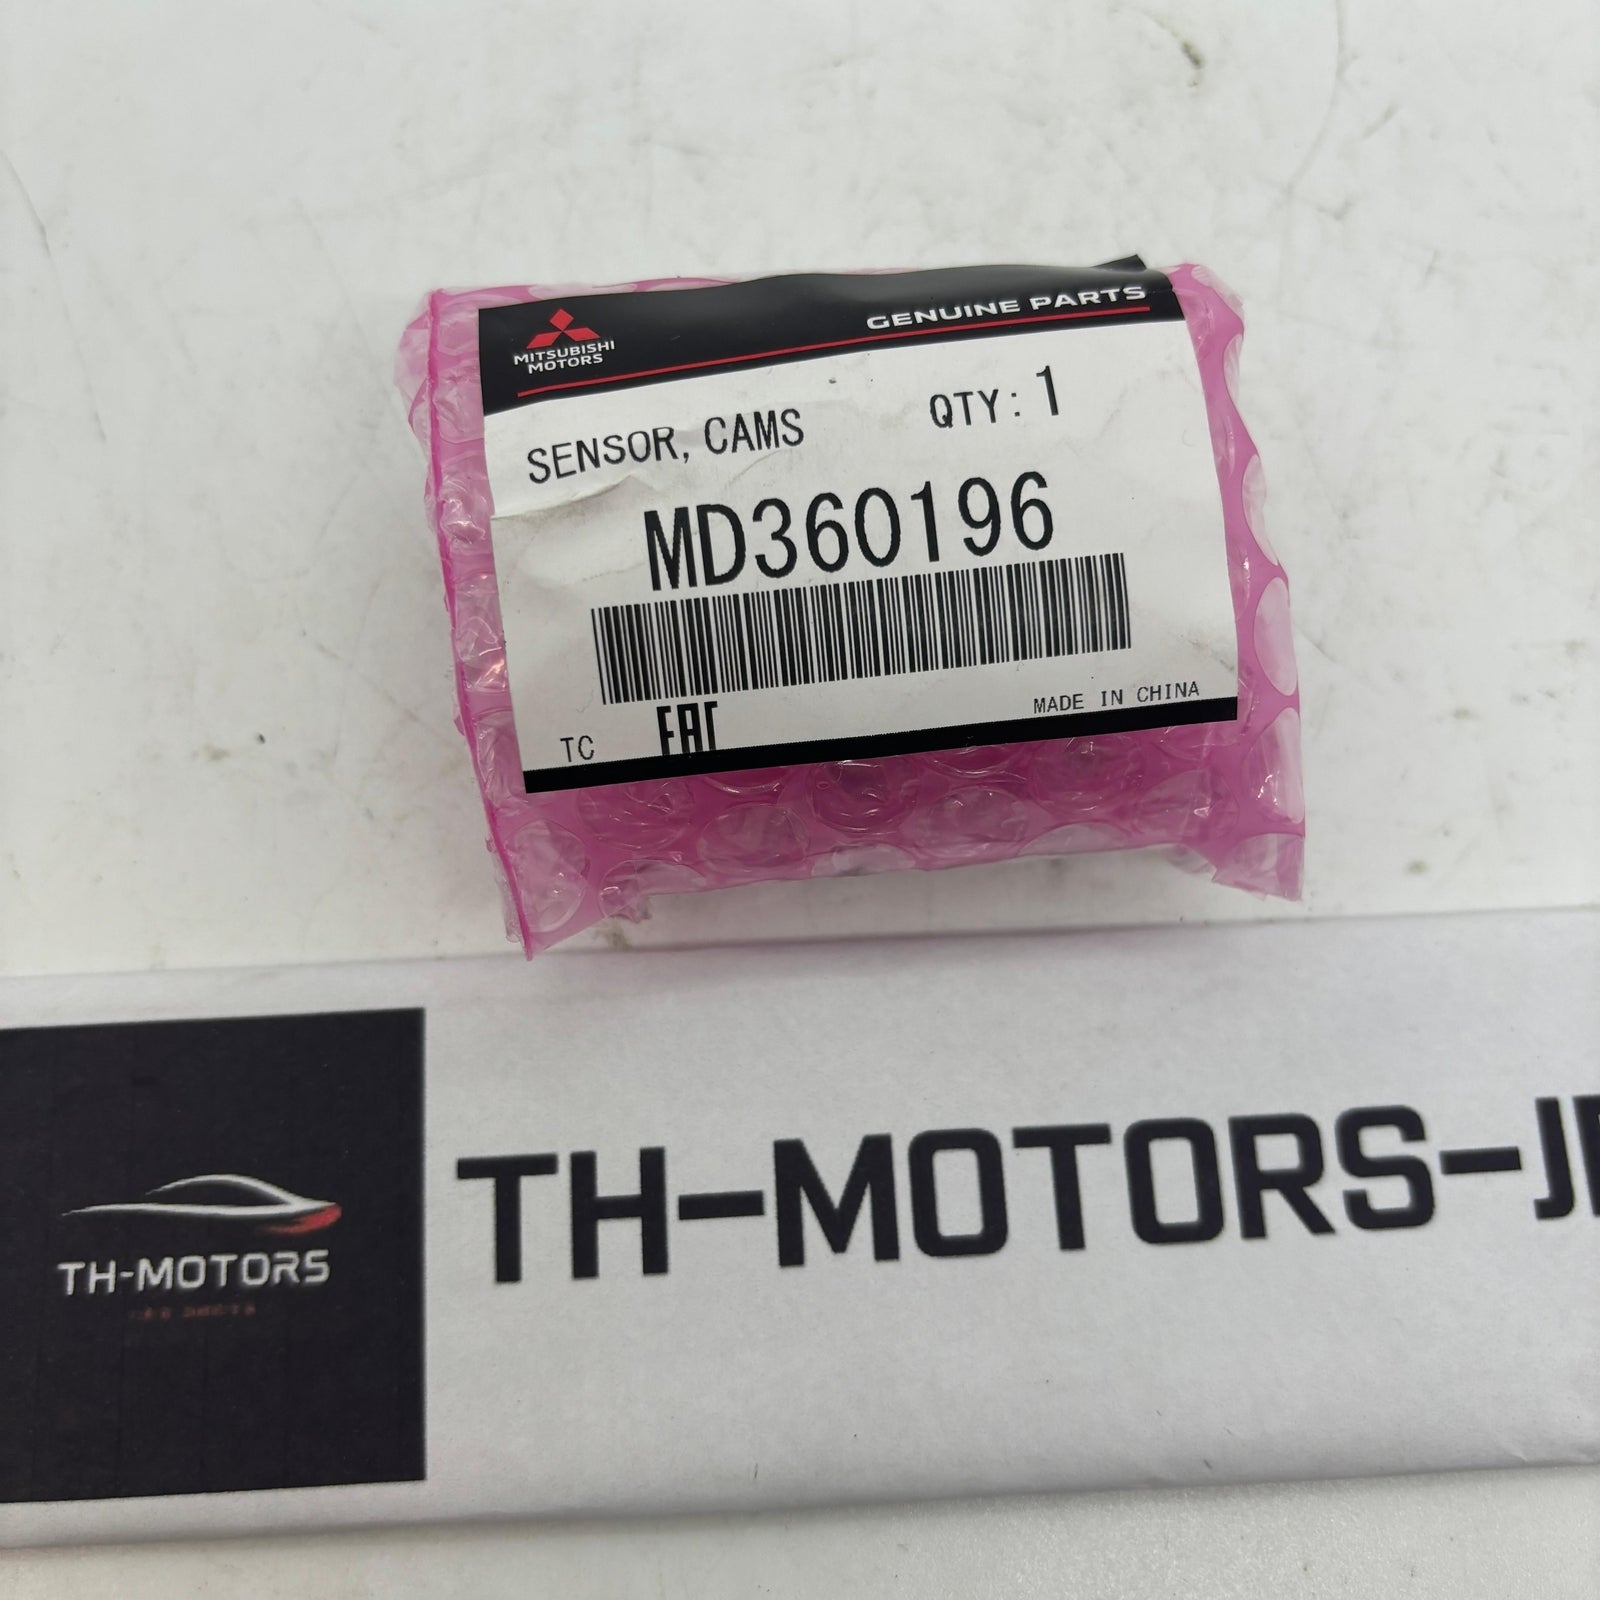 MITSUBISHI
MOTORS
GENUINE PARTS
SENSOR, CAMS
QTY: 1
MD360196
TC
EAC
MADE IN CHINA
TH-MOTORS
TH-MOTORS-